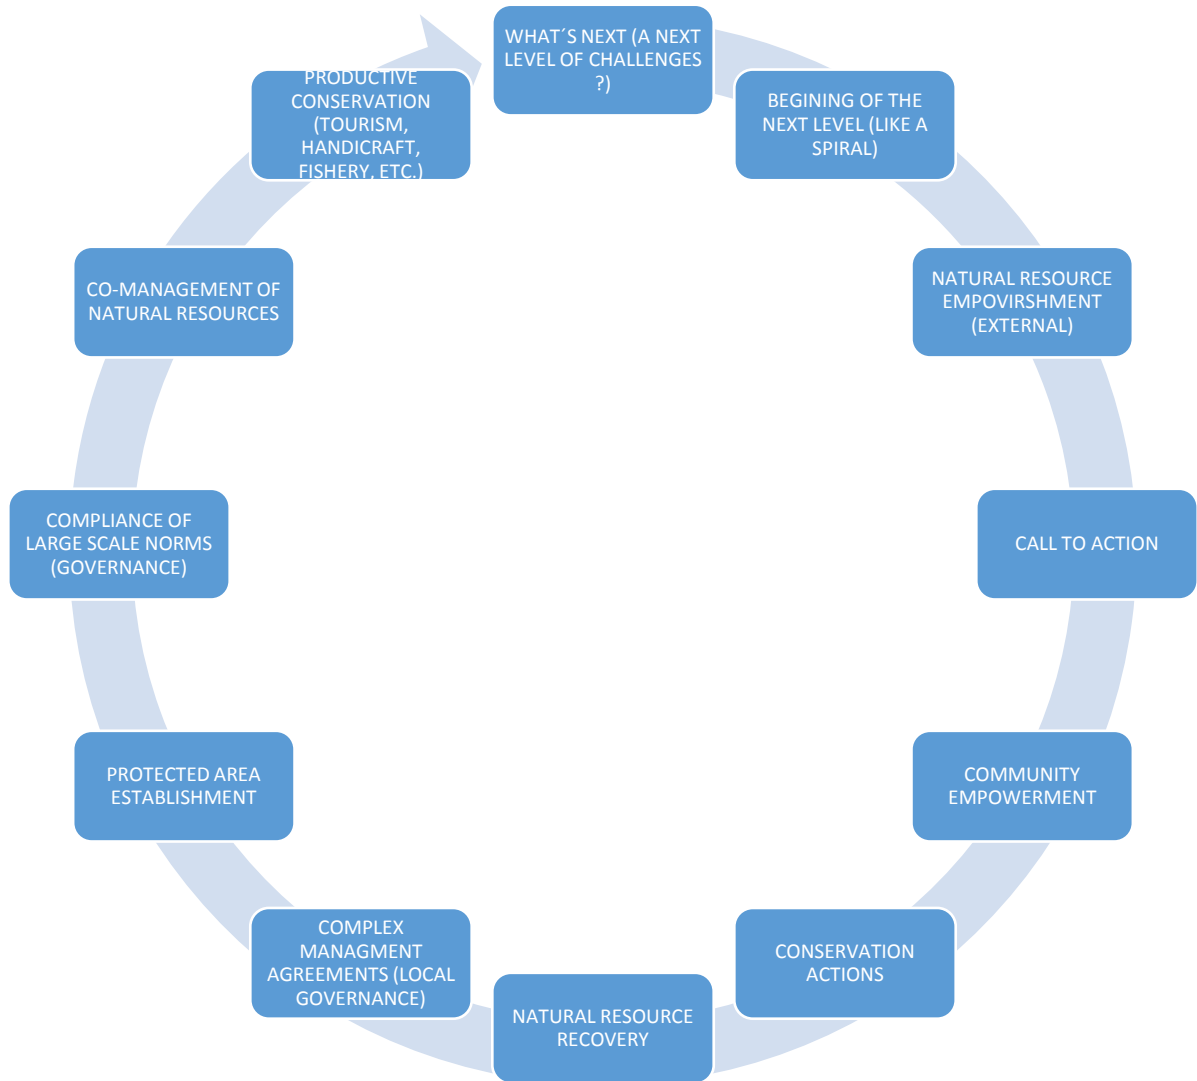 WHAT´S NEXT (A NEXT
LEVEL OF CHALLENGES
?)
BEGINING OF THE
NEXT LEVEL (LIKE A
SPIRAL)
NATURAL RESOURCE
EMPOVIRSHMENT
(EXTERNAL)
CALL TO ACTION
COMMUNITY
EMPOWERMENT
CONSERVATION
ACTIONS
NATURAL RESOURCE
RECOVERY
COMPLEX
MANAGMENT
AGREEMENTS (LOCAL
GOVERNANCE)
PROTECTED AREA
ESTABLISHMENT
COMPLIANCE OF
LARGE SCALE NORMS
(GOVERNANCE)
CO-MANAGEMENT OF
NATURAL RESOURCES
PRODUCTIVE
CONSERVATION
(TOURISM,
HANDICRAFT,
FISHERY, ETC.)